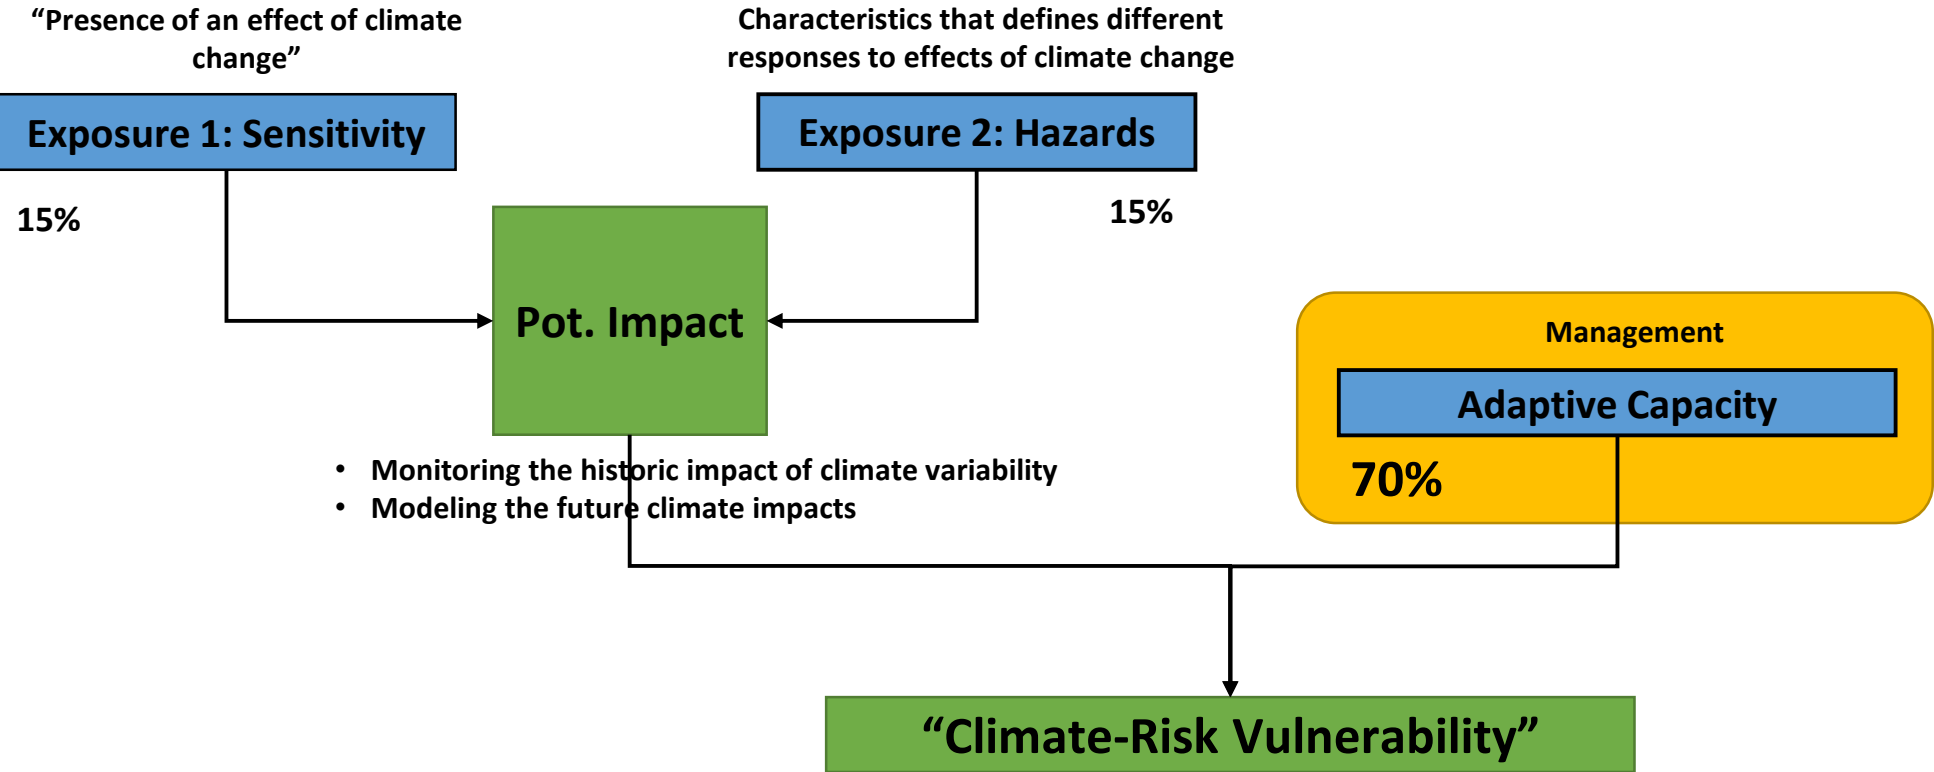 “Presence of an effect of climate
change”
Characteristics that defines different
responses to effects of climate change
Exposure 1: Sensitivity
Exposure 2: Hazards
15%
15%
Pot. Impact
Management
Adaptive Capacity
70%
• Monitoring the historic impact of climate variability
• Modeling the future climate impacts
“Climate-Risk Vulnerability”